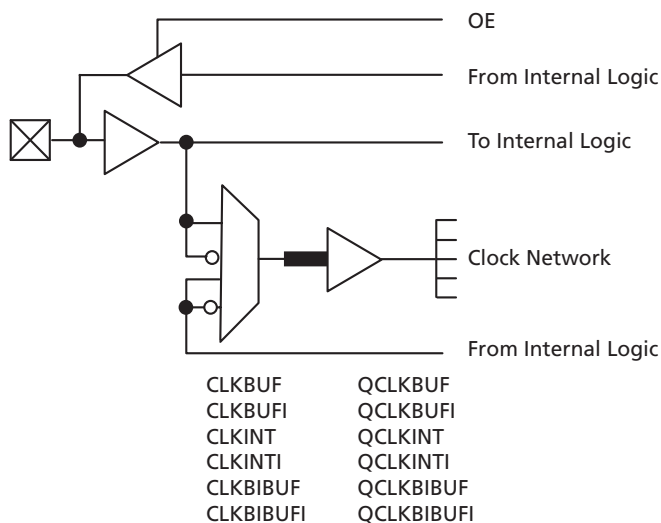 OE
From Internal Logic
To Internal Logic
Clock Network
From Internal Logic
CLKBUF QCLKBUF
CLKBUFI QCLKBUFI
CLKINT QCLKINT
CLKINTI QCLKINTI
CLKBIBUF QCLKBIBUF
CLKBIBUFI QCLKBIBUFI